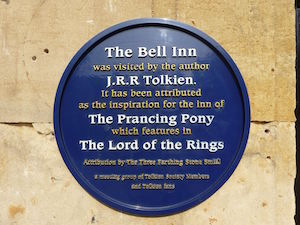 The Bell Inn
was visited by the author
J.R.R Tolkien.
It has been attributed
as the inspiration for the inn of
The Prancing Pony
which features in
The Lord of the Rings
Attribution by The Three Farthing Stone Smial
a meeting group of Tolkien Society Members
and Tolkien fans